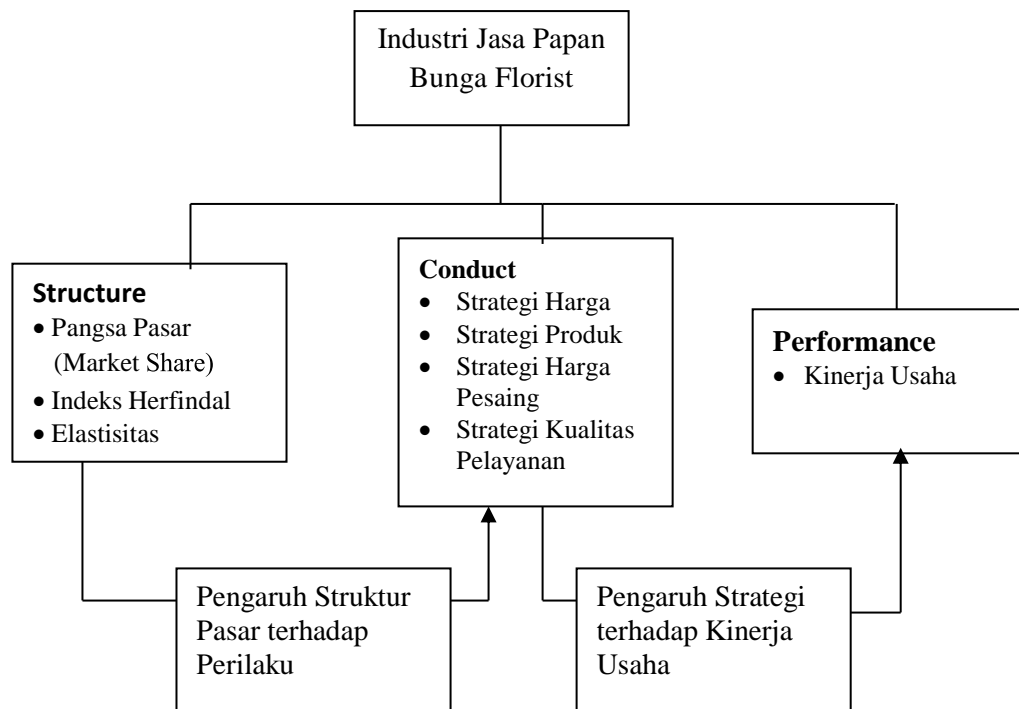 Industri Jasa Papan
Bunga Florist
Structure
• Pangsa Pasar
(Market Share)
• Indeks Herfindal
• Elastisitas
Conduct
• Strategi Harga
• Strategi Produk
• Strategi Harga
Pesaing
• Strategi Kualitas
Pelayanan
Performance
• Kinerja Usaha
Pengaruh Struktur
Pasar terhadap
Perilaku
Pengaruh Strategi
terhadap Kinerja
Usaha